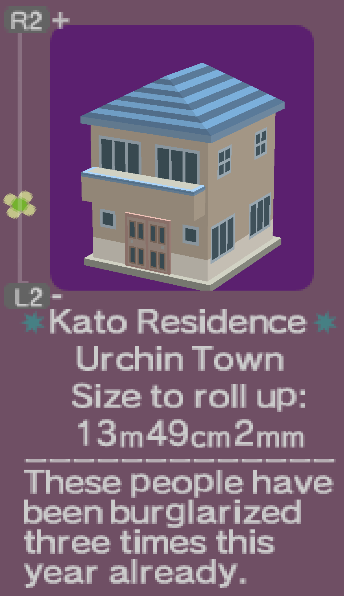 R2 +
L2 -
Kato Residence
Urchin Town
Size to roll up:
13m49cm2mm
These people have
been burglarized
three times this
year already.